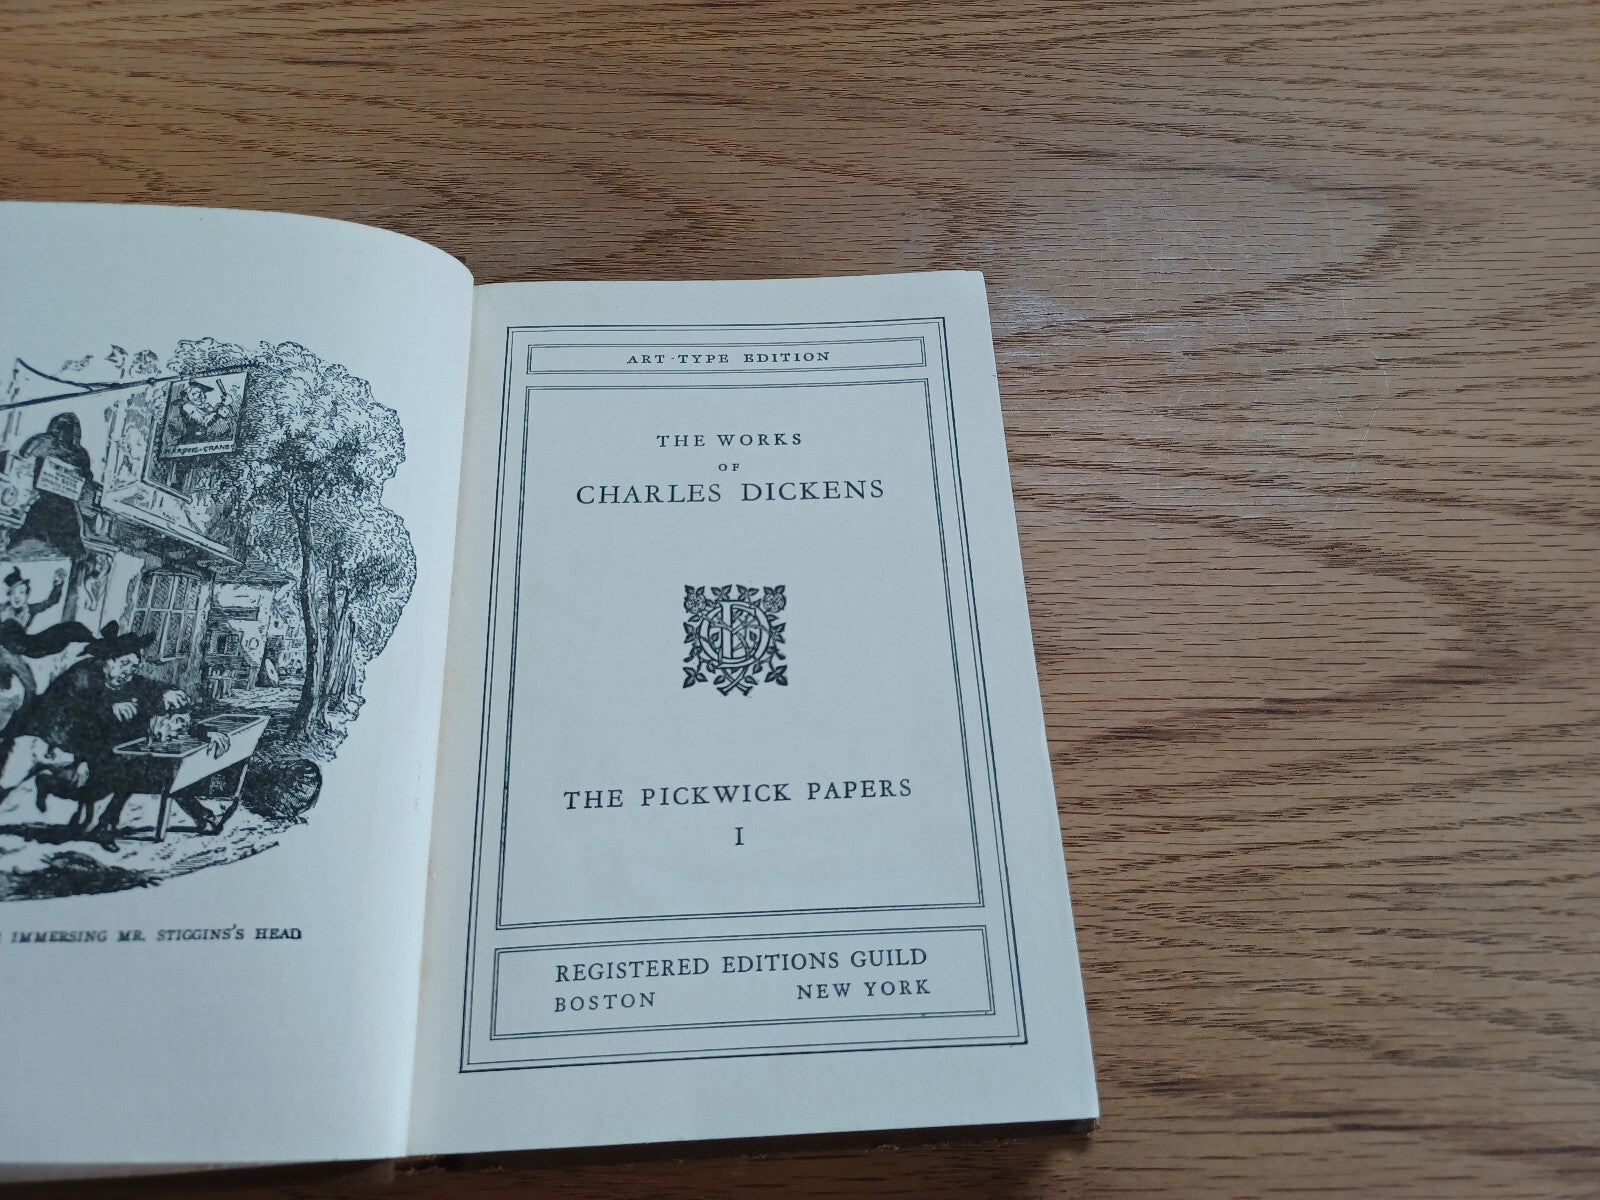 IMMERSING MR. STIGGINS'S HEAD
ART-TYPE EDITION
THE WORKS
OF
CHARLES DICKENS
THE PICKWICK PAPERS
I
REGISTERED EDITIONS GUILD
BOSTON NEW YORK